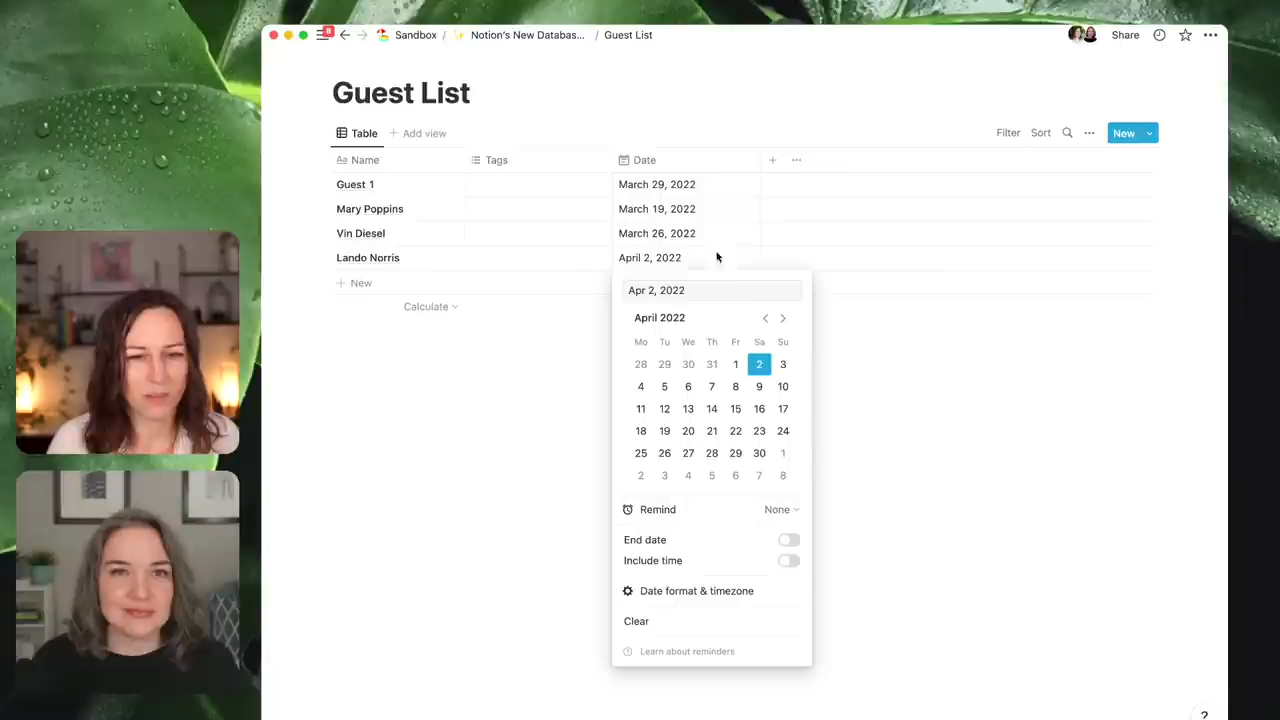 8
Sandbox / ✨ Notion's New Databas... / Guest List
Share
Guest List
Table + Add view
Filter Sort New
Aa Name Tags Date + ...
Guest 1 March 29, 2022
Mary Poppins March 19, 2022
Vin Diesel March 26, 2022
Lando Norris April 2, 2022
+ New
Calculate
Apr 2, 2022
April 2022
Mo Tu We Th Fr Sa Su
28 29 30 31 1 2 3
4 5 6 7 8 9 10
11 12 13 14 15 16 17
18 19 20 21 22 23 24
25 26 27 28 29 30 1
2 3 4 5 6 7 8
Remind None
End date
Include time
Date format & timezone
Clear
? Learn about reminders
?